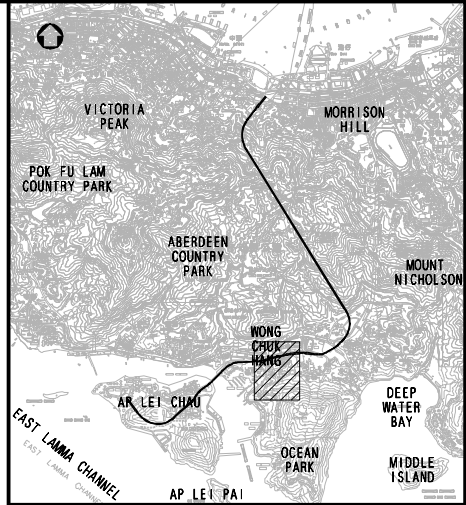 VICTORIA
PEAK
MORRISON
HILL
POK FU LAM
COUNTRY PARK
ABERDEEN
COUNTRY
PARK
MOUNT
NICHOLSON
WONG
CHUK
HANG
AP LEI CHAU
DEEP
WATER
BAY
EAST LAMMA CHANNEL
EAST LAMMA CHANNEL
OCEAN
PARK
MIDDLE
ISLAND
AP LEI PAI